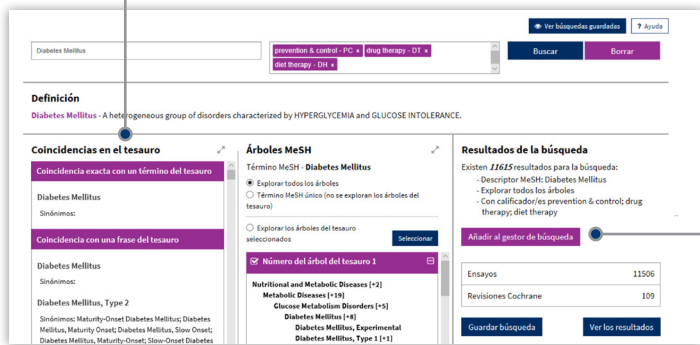 Ver búsquedas guardadas
? Ayuda
Diabetes Mellitus
prevention & control - PC x drug therapy - DT x
diet therapy - DH x
Buscar
Borrar
Definición
Diabetes Mellitus - A heterogeneous group of disorders characterized by HYPERGLYCEMIA and GLUCOSE INTOLERANCE.
Coincidencias en el tesauro
Coincidencia exacta con un término del tesauro
Diabetes Mellitus
Sinónimos:
Coincidencia con una frase del tesauro
Diabetes Mellitus
Sinónimos:
Diabetes Mellitus, Type 2
Sinónimos: Maturity-Onset Diabetes Mellitus; Diabetes
Mellitus, Maturity Onset; Diabetes Mellitus, Slow Onset;
Diabetes Mellitus, Maturity-Onset; Slow-Onset Diabetes
Árboles MeSH
Término MeSH - Diabetes Mellitus
Explorar todos los árboles
Término MeSH único (no se exploran los árboles del
tesauro)
Explorar los árboles del tesauro
seleccionados
Seleccionar
Número del árbol del tesauro 1
Nutritional and Metabolic Diseases [+2]
Metabolic Diseases [+19]
Glucose Metabolism Disorders [+5]
Diabetes Mellitus [+8]
Diabetes Mellitus, Experimental
Diabetes Mellitus, Type 1 [+1]
Resultados de la búsqueda
Existen 11615 resultados para la búsqueda:
- Descriptor MeSH: Diabetes Mellitus
- Explorar todos los árboles
- Con calificador/es prevention & control; drug
therapy; diet therapy
Añadir al gestor de búsqueda
Ensayos 11506
Revisiones Cochrane 109
Guardar búsqueda
Ver los resultados